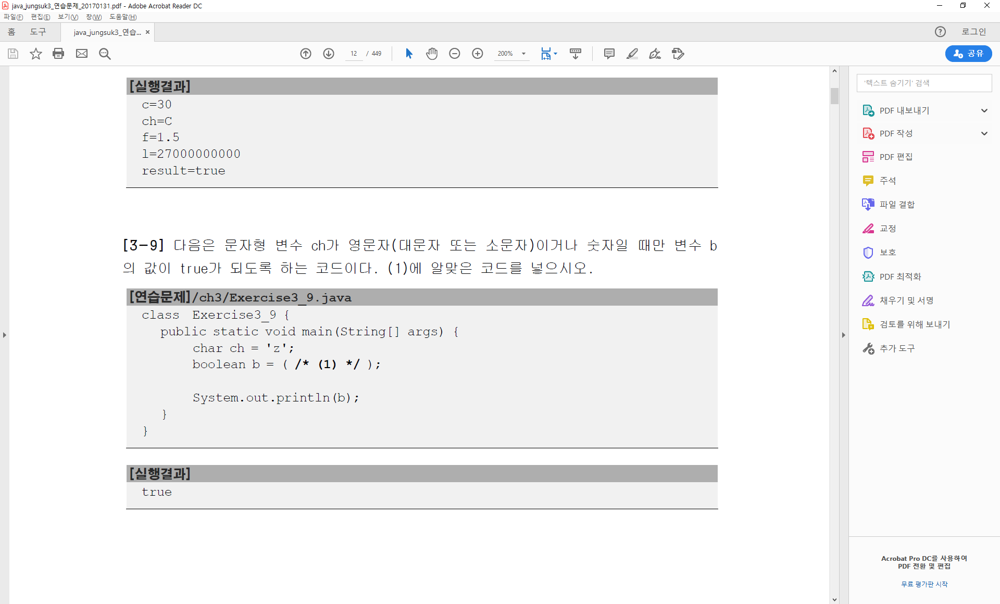 java_jungsuk3_연습문제_20170131.pdf - Adobe Acrobat Reader DC
파일(F) 편집(E) 보기(V) 창(W) 도움말(H)
홈 도구 java_jungsuk3_연습... × ? 로그인
12 / 449 200% 공유
[실행결과]
c=30
ch=C
f=1.5
l=27000000000
result=true
[3-9] 다음은 문자형 변수 ch가 영문자(대문자 또는 소문자)이거나 숫자일 때만 변수 b
의 값이 true가 되도록 하는 코드이다. (1)에 알맞은 코드를 넣으시오.
[연습문제]/ch3/Exercise3_9.java
class Exercise3_9 {
public static void main(String[] args) {
char ch = 'z';
boolean b = ( /* (1) */ );
System.out.println(b);
}
}
[실행결과]
true
'텍스트 숨기기' 검색
PDF 내보내기
PDF 작성
PDF 편집
주석
파일 결합
교정
보호
PDF 최적화
채우기 및 서명
검토를 위해 보내기
추가 도구
Acrobat Pro DC를 사용하여
PDF 전환 및 편집
무료 평가판 시작